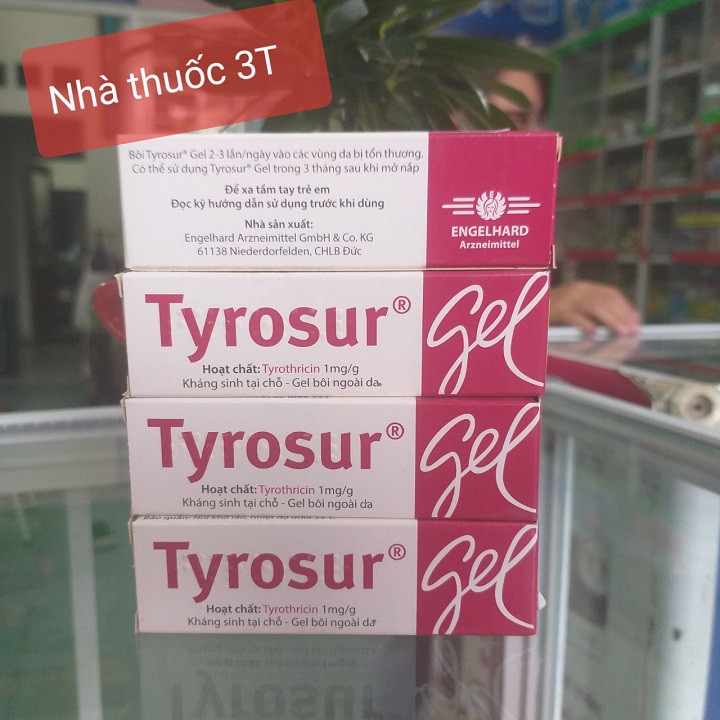 Nhà thuốc 3T
Bôi Tyrosur® Gel 2-3 lần/ngày vào các vùng da bị tổn thương.
Có thể sử dụng Tyrosur® Gel trong 3 tháng sau khi mở nắp
Để xa tầm tay trẻ em
Đọc kỹ hướng dẫn sử dụng trước khi dùng
Nhà sản xuất:
Engelhard Arzneimittel GmbH & Co. KG
61138 Niederdorfelden, CHLB Đức
ENGELHARD
Arzneimittel
Tyrosur® gel
Hoạt chất: Tyrothricin 1mg/g
Kháng sinh tại chỗ - Gel bôi ngoài da
Tyrosur® gel
Hoạt chất: Tyrothricin 1mg/g
Kháng sinh tại chỗ - Gel bôi ngoài da
Tyrosur® gel
Hoạt chất: Tyrothricin 1mg/g
Kháng sinh tại chỗ - Gel bôi ngoài da